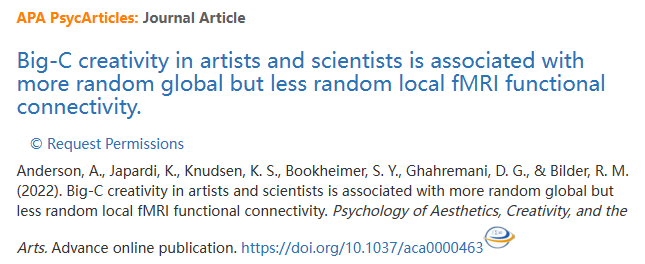 APA PsycArticles: Journal Article
Big-C creativity in artists and scientists is associated with
more random global but less random local fMRI functional
connectivity.
© Request Permissions
Anderson, A., Japardi, K., Knudsen, K. S., Bookheimer, S. Y., Ghahremani, D. G., & Bilder, R. M.
(2022). Big-C creativity in artists and scientists is associated with more random global but
less random local fMRI functional connectivity. Psychology of Aesthetics, Creativity, and the
Arts. Advance online publication. https://doi.org/10.1037/aca0000463